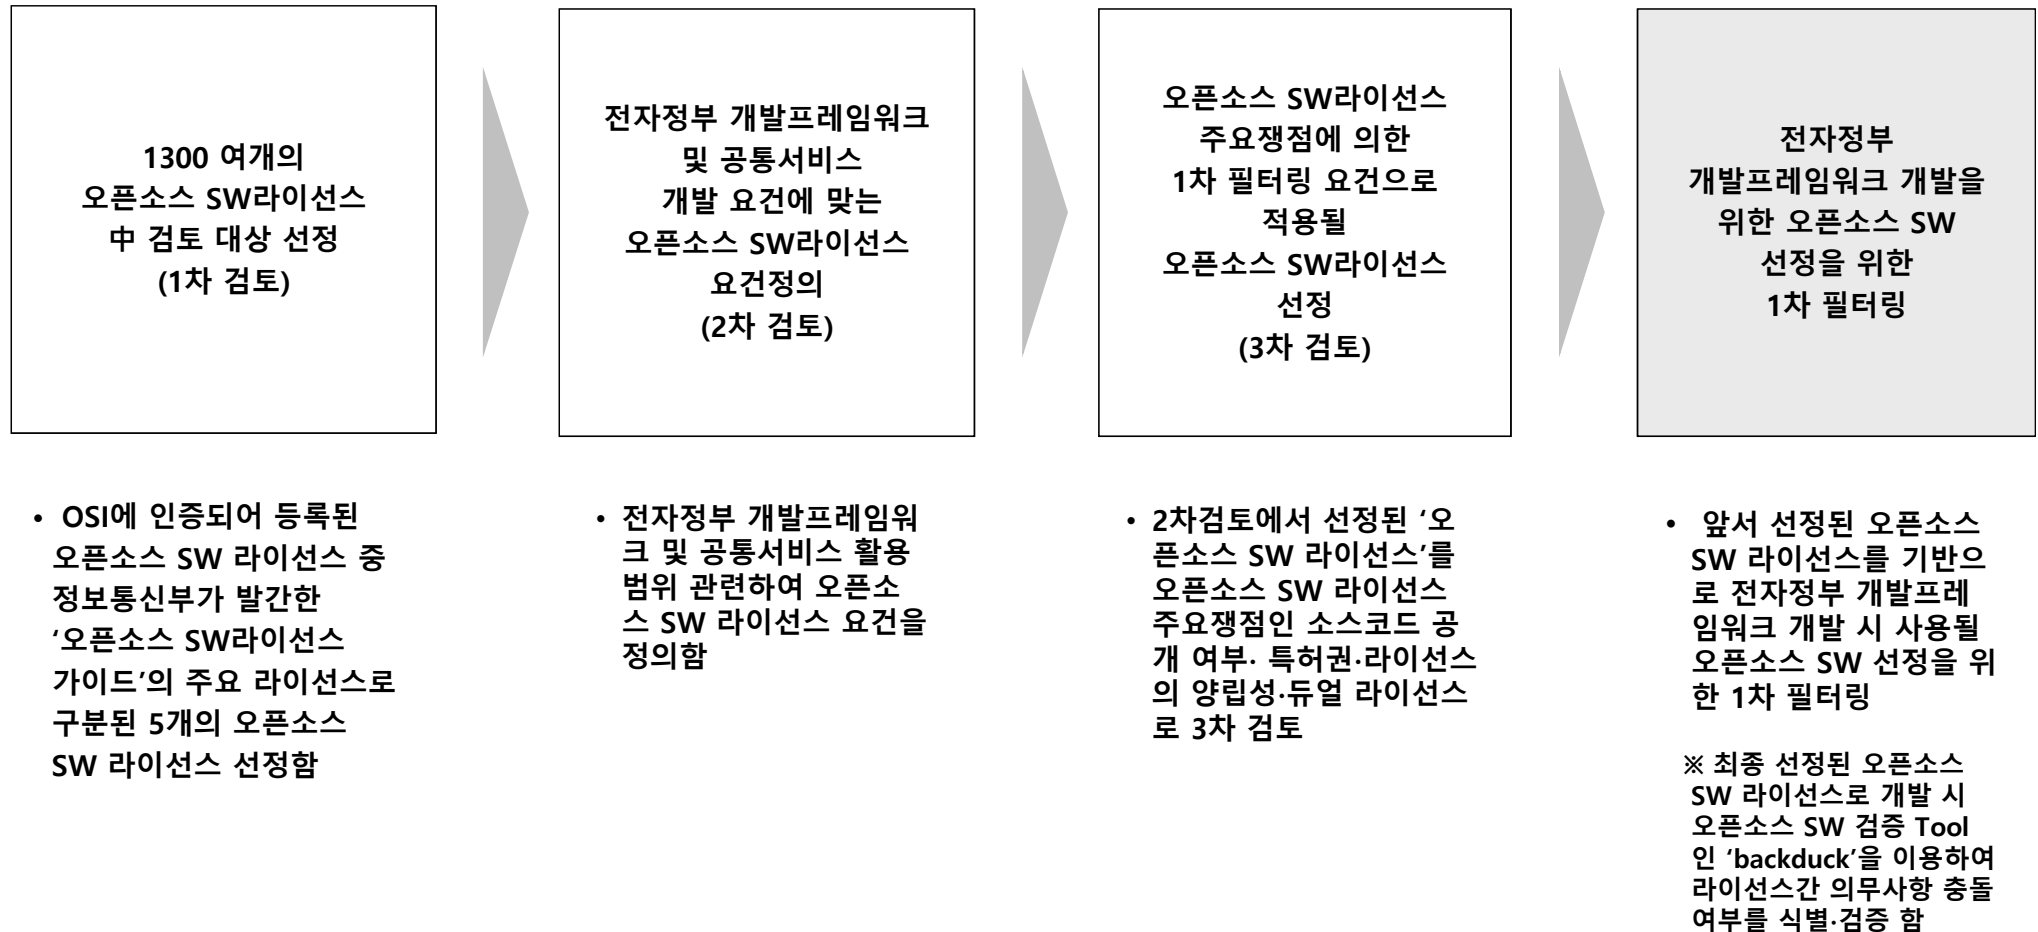 1300 여개의
오픈소스 SW라이선스
中 검토 대상 선정
(1차 검토)
전자정부 개발프레임워크
및 공통서비스
개발 요건에 맞는
오픈소스 SW라이선스
요건정의
(2차 검토)
오픈소스 SW라이선스
주요쟁점에 의한
1차 필터링 요건으로
적용될
오픈소스 SW라이선스
선정
(3차 검토)
전자정부
개발프레임워크 개발을
위한 오픈소스 SW
선정을 위한
1차 필터링
• OSI에 인증되어 등록된
오픈소스 SW 라이선스 중
정보통신부가 발간한
‘오픈소스 SW라이선스
가이드’의 주요 라이선스로
구분된 5개의 오픈소스
SW 라이선스 선정함
• 전자정부 개발프레임워
크 및 공통서비스 활용
범위 관련하여 오픈소
스 SW 라이선스 요건을
정의함
• 2차검토에서 선정된 ‘오
픈소스 SW 라이선스’를
오픈소스 SW 라이선스
주요쟁점인 소스코드 공
개 여부· 특허권·라이선스
의 양립성·듀얼 라이선스
로 3차 검토
• 앞서 선정된 오픈소스
SW 라이선스를 기반으
로 전자정부 개발프레
임워크 개발 시 사용될
오픈소스 SW 선정을 위
한 1차 필터링
※ 최종 선정된 오픈소스
SW 라이선스로 개발 시
오픈소스 SW 검증 Tool
인 ‘backduck’을 이용하여
라이선스간 의무사항 충돌
여부를 식별·검증 함